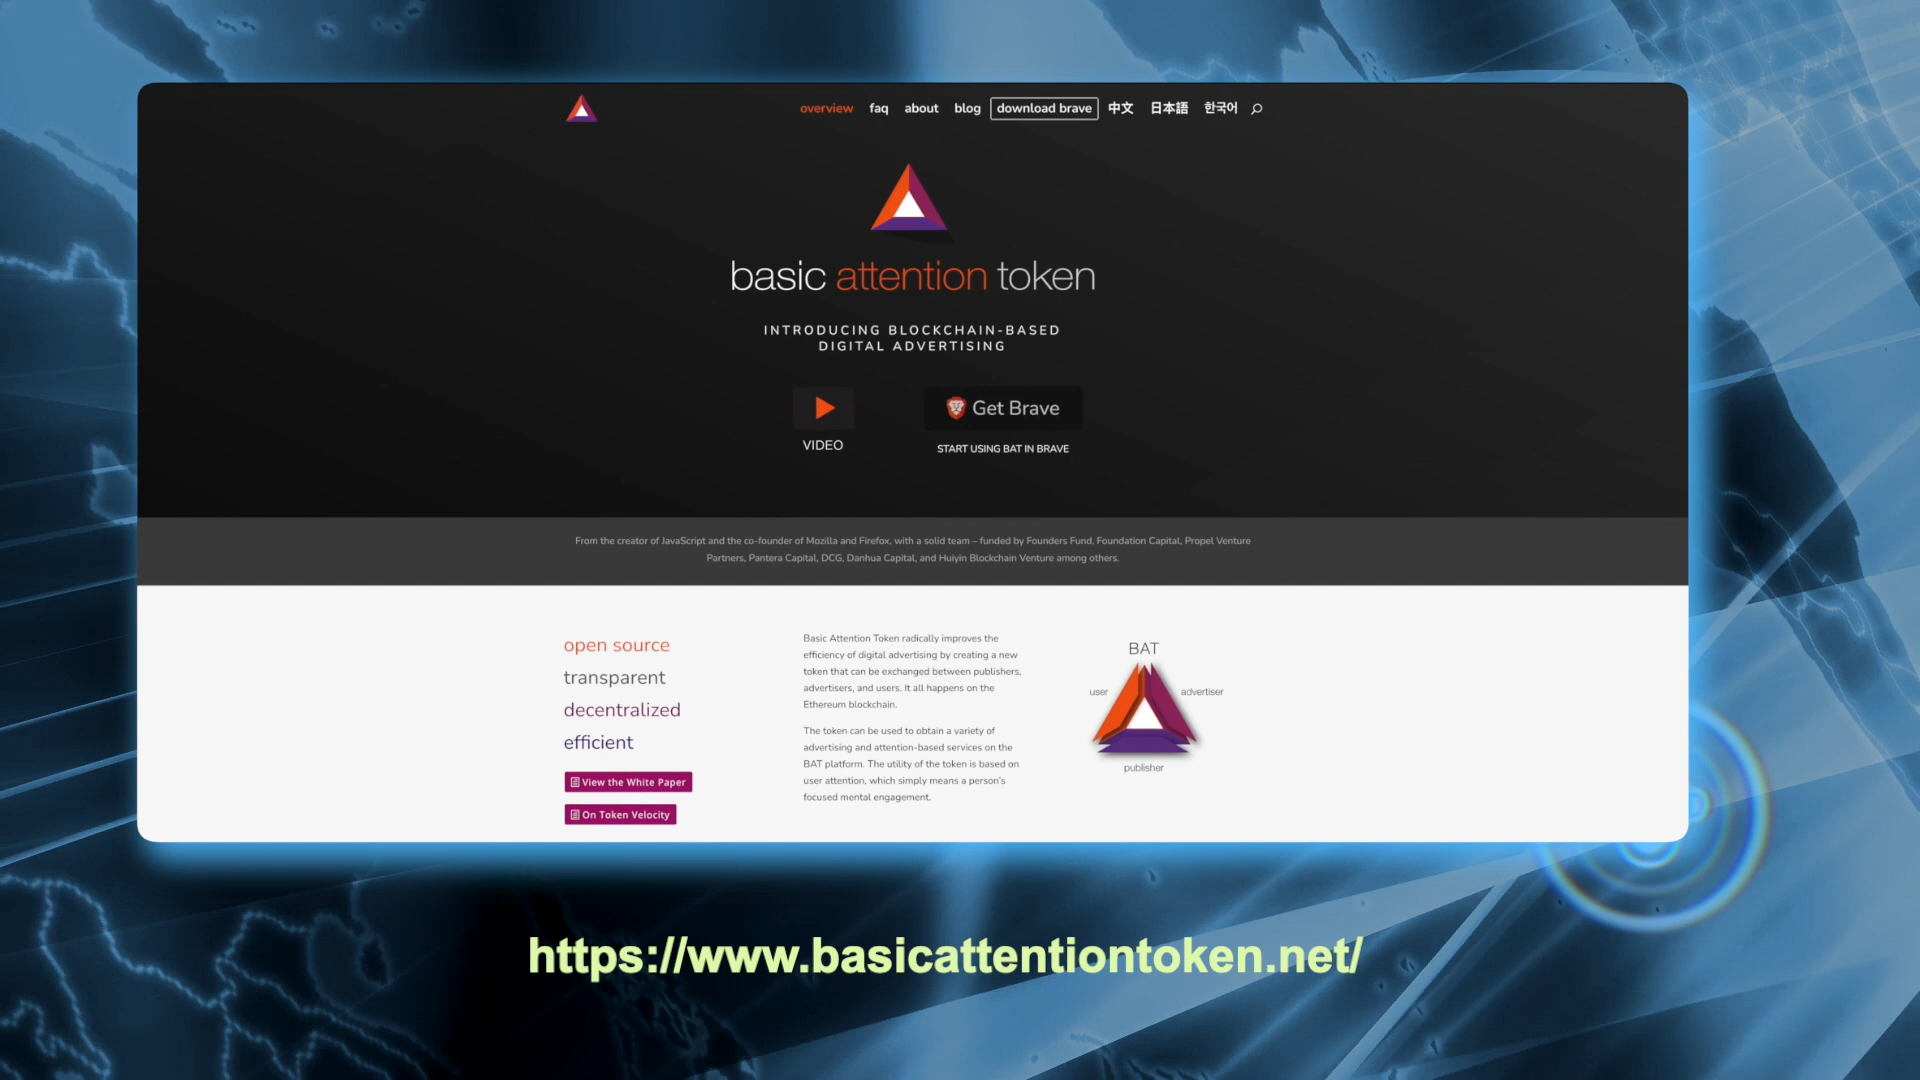 overview faq about blog download brave 中文 日本語 한국어
basic attention token
INTRODUCING BLOCKCHAIN-BASED
DIGITAL ADVERTISING
VIDEO
Get Brave
START USING BAT IN BRAVE
From the creator of JavaScript and the co-founder of Mozilla and Firefox, with a solid team – funded by Founders Fund, Foundation Capital, Propel Venture
Partners, Pantera Capital, DCG, Danhua Capital, and Huiyin Blockchain Venture among others.
open source
transparent
decentralized
efficient
View the White Paper
On Token Velocity
Basic Attention Token radically improves the
efficiency of digital advertising by creating a new
token that can be exchanged between publishers,
advertisers, and users. It all happens on the
Ethereum blockchain.
The token can be used to obtain a variety of
advertising and attention-based services on the
BAT platform. The utility of the token is based on
user attention, which simply means a person's
focused mental engagement.
BAT
user
advertiser
publisher
https://www.basicattentiontoken.net/